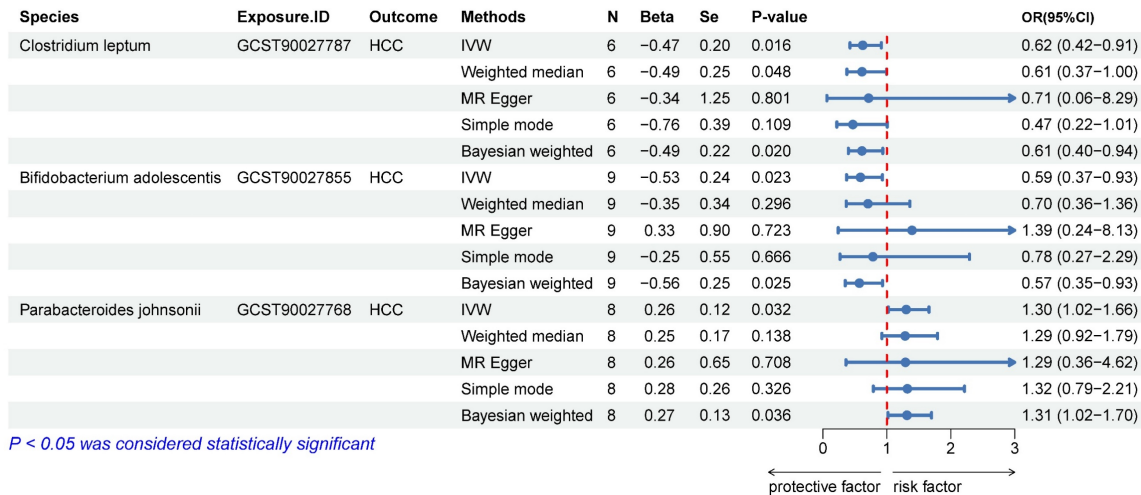 Species Exposure.ID Outcome Methods N Beta Se P-value OR(95%CI)
Clostridium leptum GCST90027787 HCC IVW 6 −0.47 0.20 0.016 0.62 (0.42−0.91)
Weighted median 6 −0.49 0.25 0.048 0.61 (0.37−1.00)
MR Egger 6 −0.34 1.25 0.801 0.71 (0.06−8.29)
Simple mode 6 −0.76 0.39 0.109 0.47 (0.22−1.01)
Bayesian weighted 6 −0.49 0.22 0.020 0.61 (0.40−0.94)
Bifidobacterium adolescentis GCST90027855 HCC IVW 9 −0.53 0.24 0.023 0.59 (0.37−0.93)
Weighted median 9 −0.35 0.34 0.296 0.70 (0.36−1.36)
MR Egger 9 0.33 0.90 0.723 1.39 (0.24−8.13)
Simple mode 9 −0.25 0.55 0.666 0.78 (0.27−2.29)
Bayesian weighted 9 −0.56 0.25 0.025 0.57 (0.35−0.93)
Parabacteroides johnsonii GCST90027768 HCC IVW 8 0.26 0.12 0.032 1.30 (1.02−1.66)
Weighted median 8 0.25 0.17 0.138 1.29 (0.92−1.79)
MR Egger 8 0.26 0.65 0.708 1.29 (0.36−4.62)
Simple mode 8 0.28 0.26 0.326 1.32 (0.79−2.21)
Bayesian weighted 8 0.27 0.13 0.036 1.31 (1.02−1.70)
P < 0.05 was considered statistically significant
0 1 2 3
protective factor risk factor